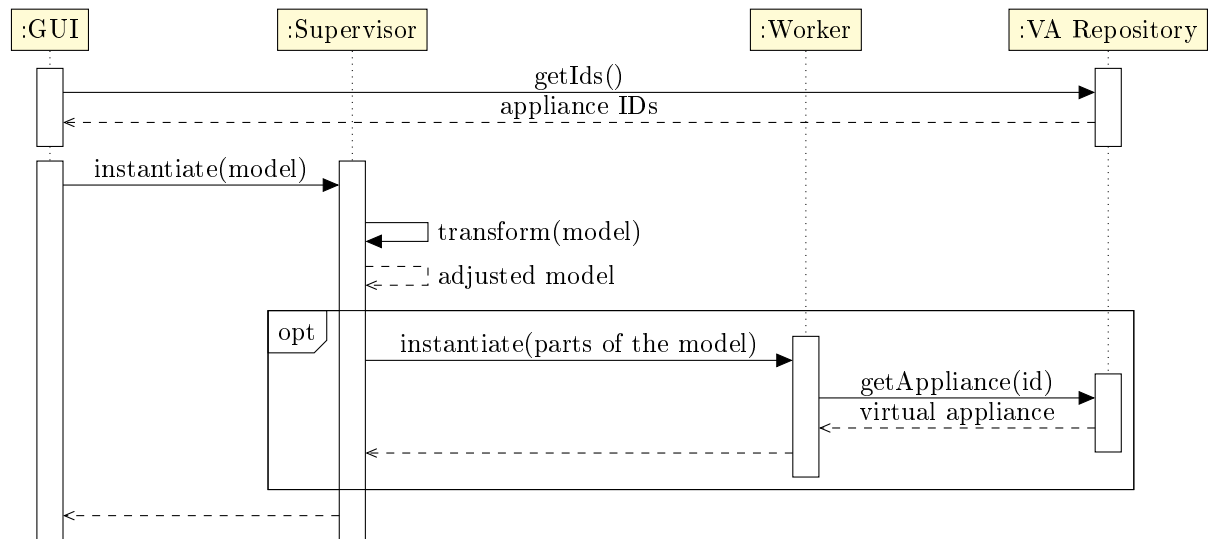 :GUI
:Supervisor
:Worker
:VA Repository
getIds()
appliance IDs
instantiate(model)
transform(model)
adjusted model
opt
instantiate(parts of the model)
getAppliance(id)
virtual appliance